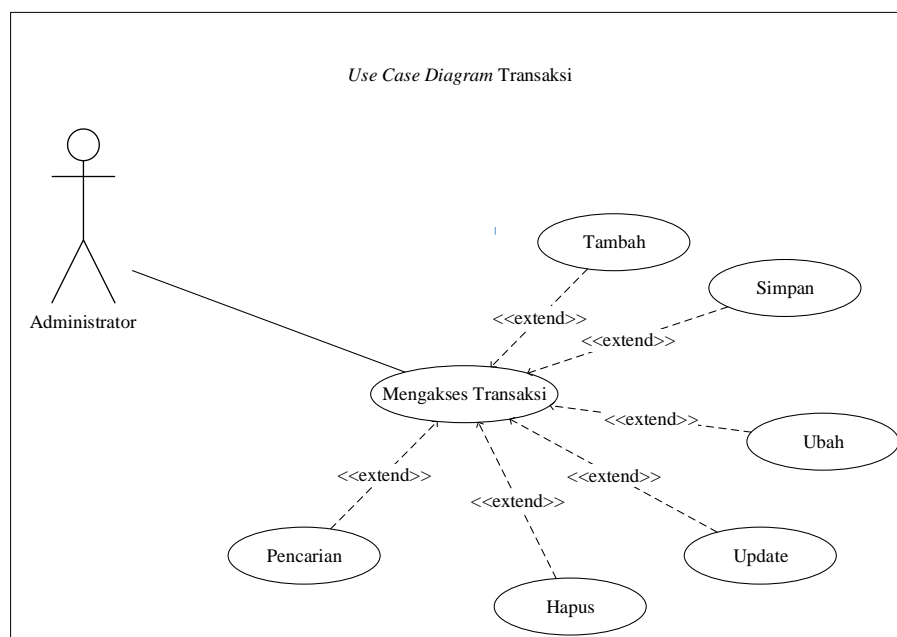 Use Case Diagram Transaksi
Tambah
Simpan
Administrator
<<extend>>
<<extend>>
Mengakses Transaksi
<<extend>>
Ubah
<<extend>>
<<extend>>
<<extend>>
Pencarian
Update
Hapus